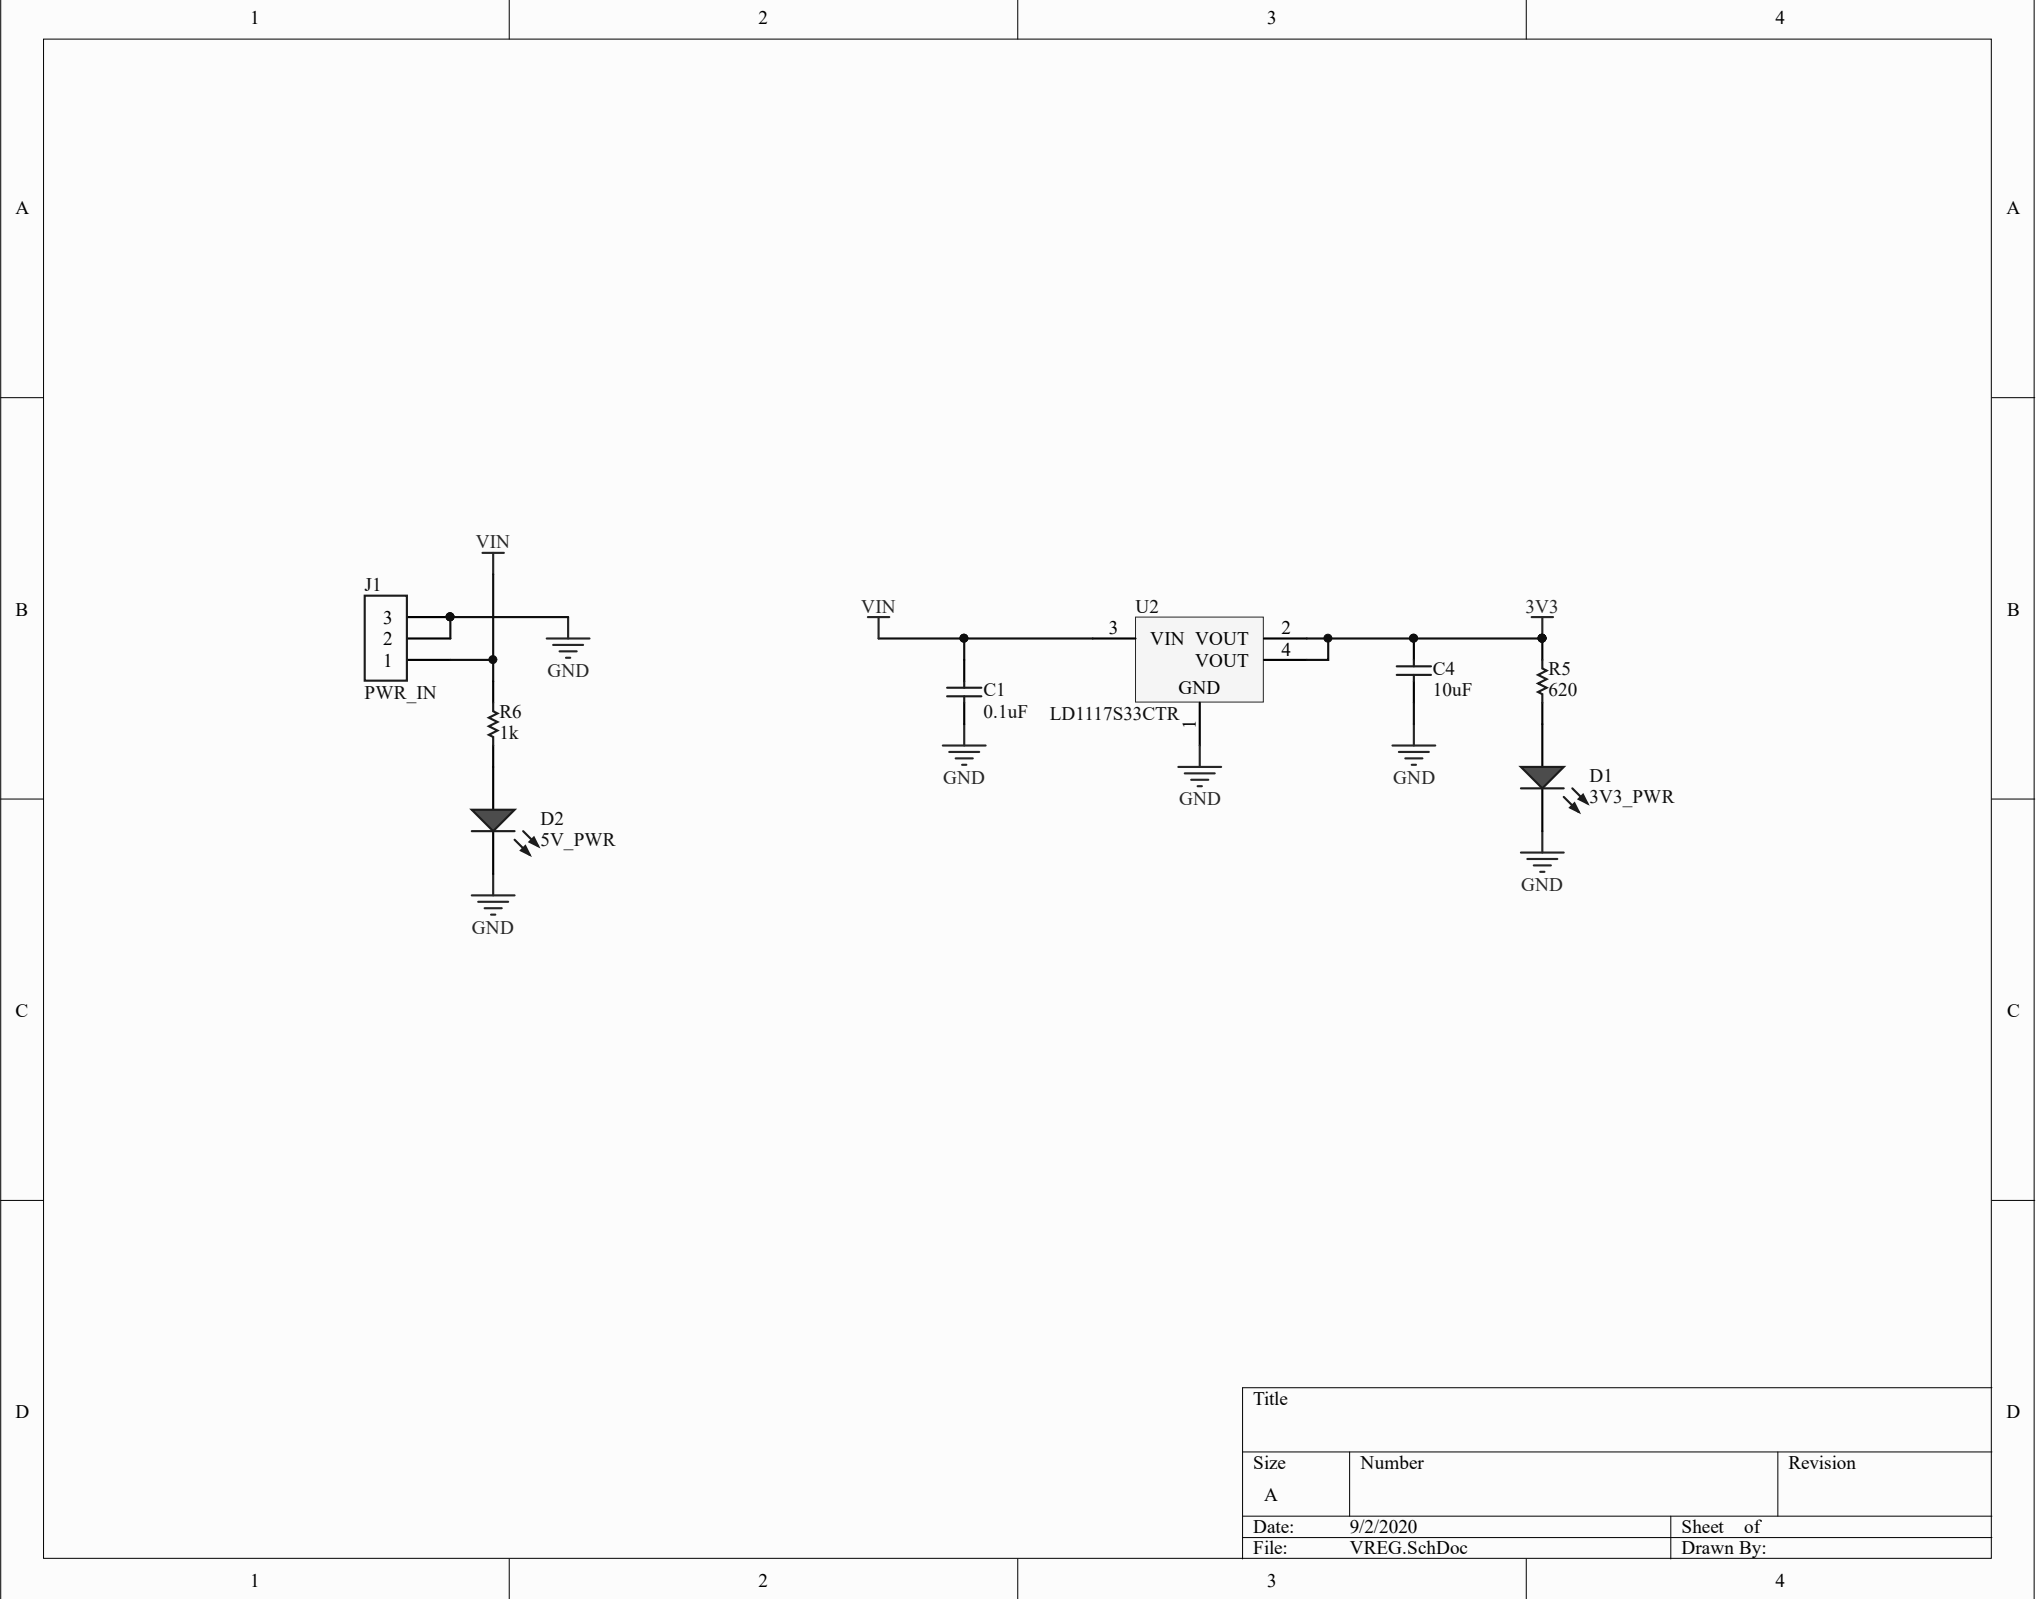 1 2 3 4
A A
B B
C C
D D
VIN
J1
3
2
1
PWR_IN
GND
R6
1k
D2
5V_PWR
GND
VIN
C1
0.1uF
GND
U2
3
VIN VOUT
VOUT
GND
2
4
LD1117S33CTR
1
GND
C4
10uF
GND
3V3
R5
620
D1
3V3_PWR
GND
Title
Size Number Revision
A
Date: 9/2/2020 Sheet of
File: VREG.SchDoc Drawn By:
1 2 3 4